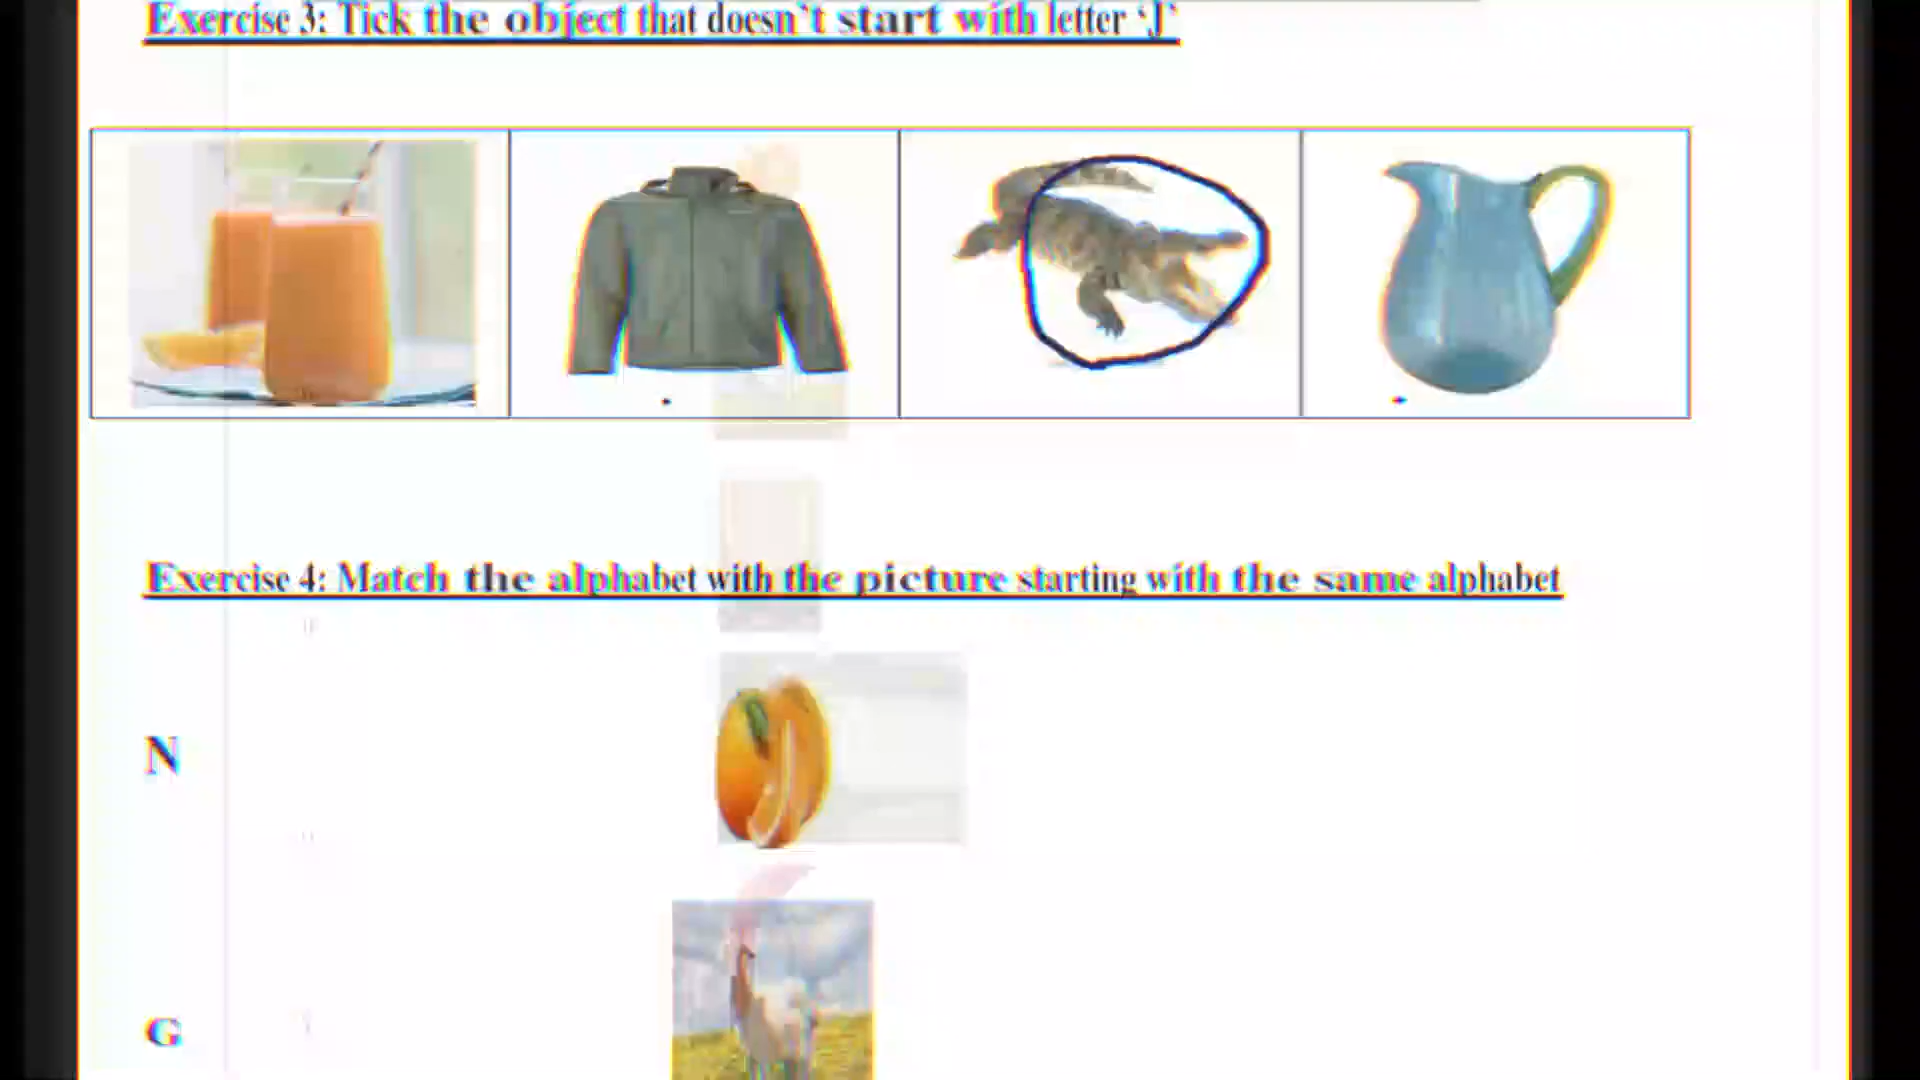 Exercise 3: Tick the object that doesn't start with letter ‘J’
Exercise 4: Match the alphabet with the picture starting with the same alphabet
N
G